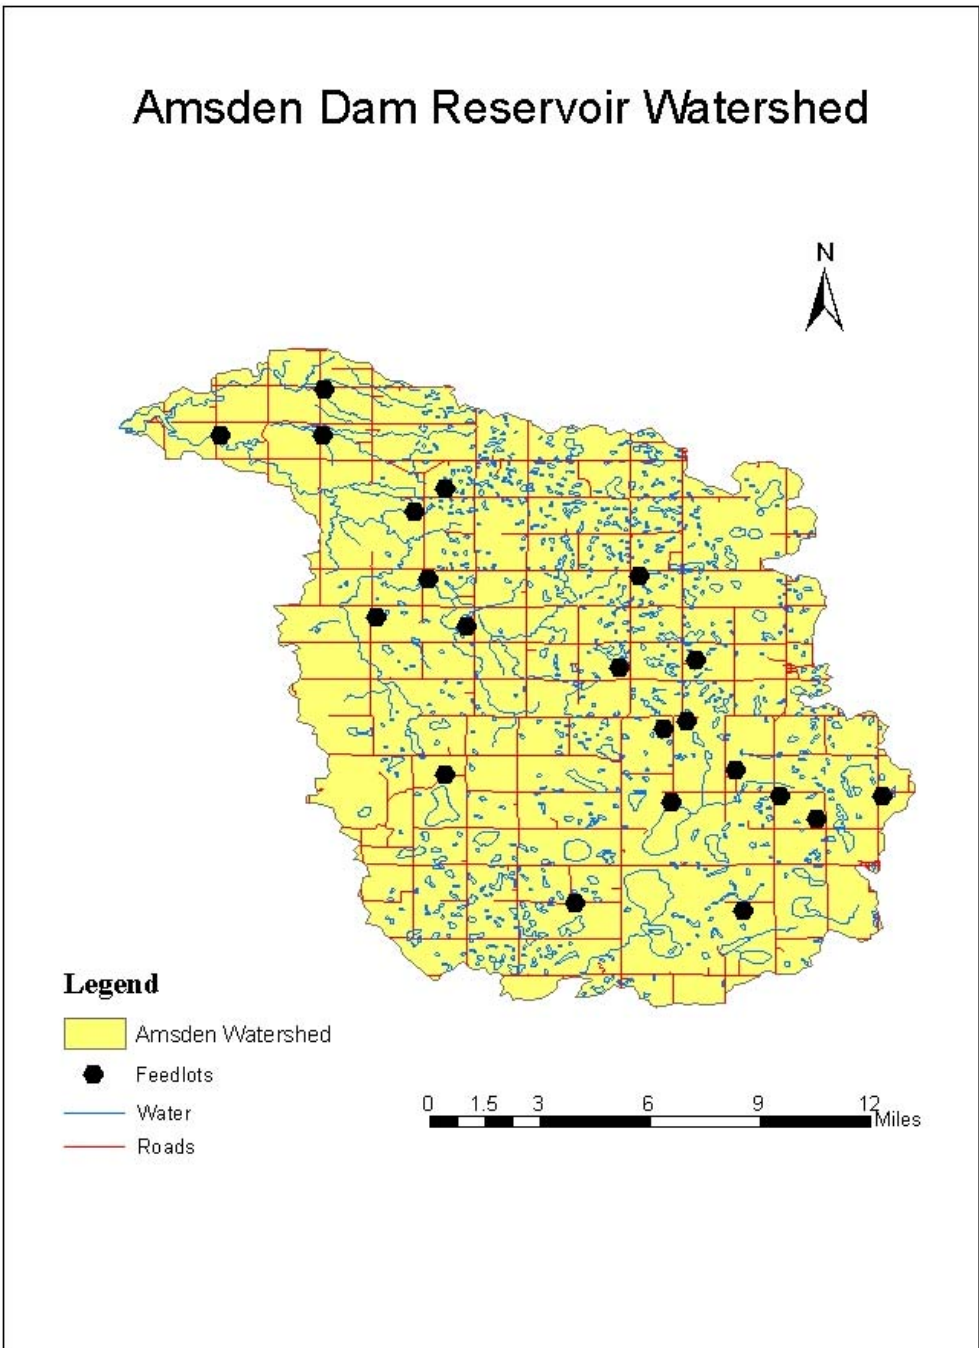 Amsden Dam Reservoir Watershed
N
Legend
Amsden Watershed
Feedlots
Water
Roads
0 1.5 3 6 9 12
Miles